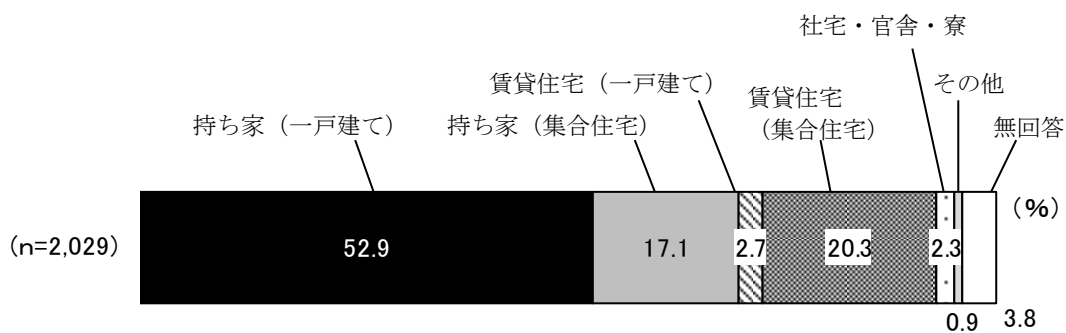 社宅・官舎・寮
賃貸住宅（一戸建て）
その他
賃貸住宅
（集合住宅）
持ち家（一戸建て）
持ち家（集合住宅）
無回答
（%）
(n=2,029)
52.9
17.1
2.7
20.3
2.3
0.9
3.8